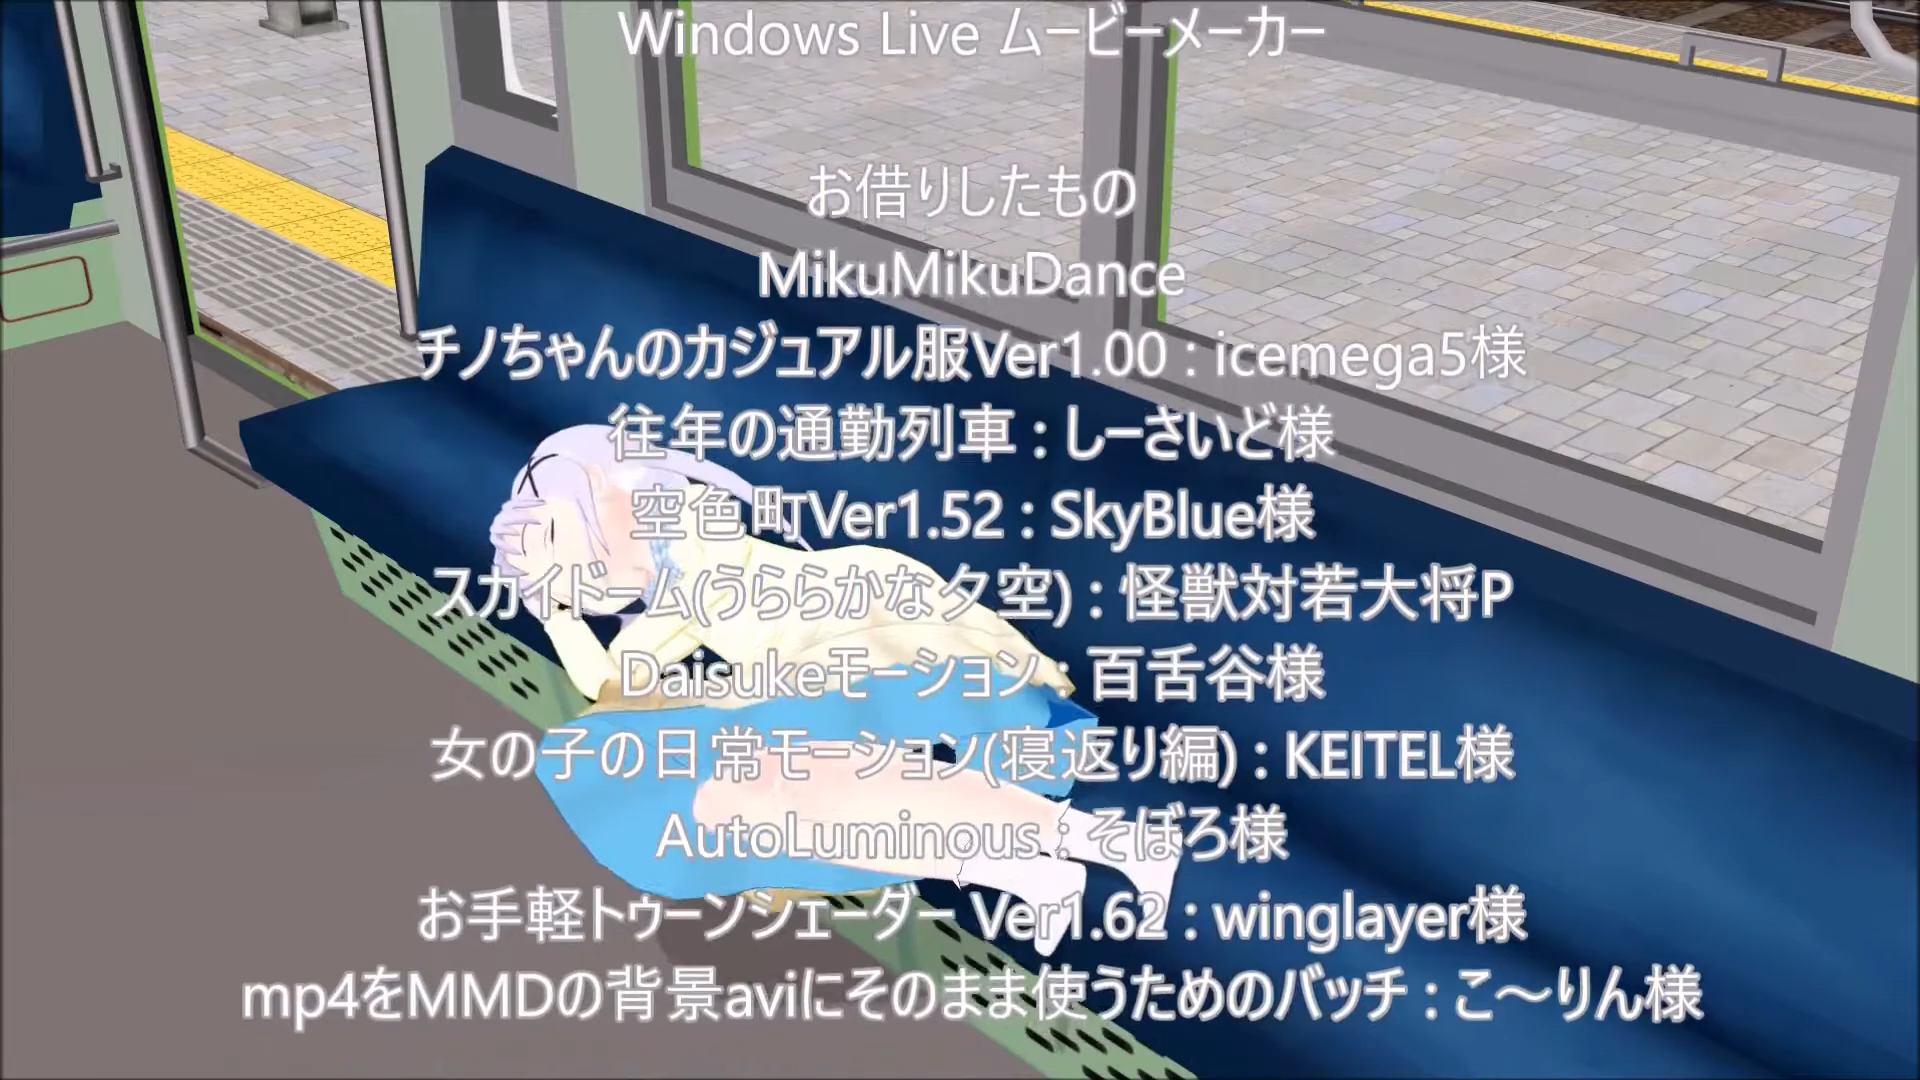 Windows Live ムービーメーカー
お借りしたもの
MikuMikuDance
チノちゃんのカジュアル服Ver1.00 : icemega5様
往年の通勤列車 : しーさいど様
空色町Ver1.52 : SkyBlue様
スカイドーム(うららかな夕空) : 怪獣対若大将P
Daisukeモーション : 百舌谷様
女の子の日常モーション(寝返り編) : KEITEL様
AutoLuminous : そぼろ様
お手軽トゥーンシェーダー Ver1.62 : winglayer様
mp4をMMDの背景aviにそのまま使うためのバッチ : こ～りん様